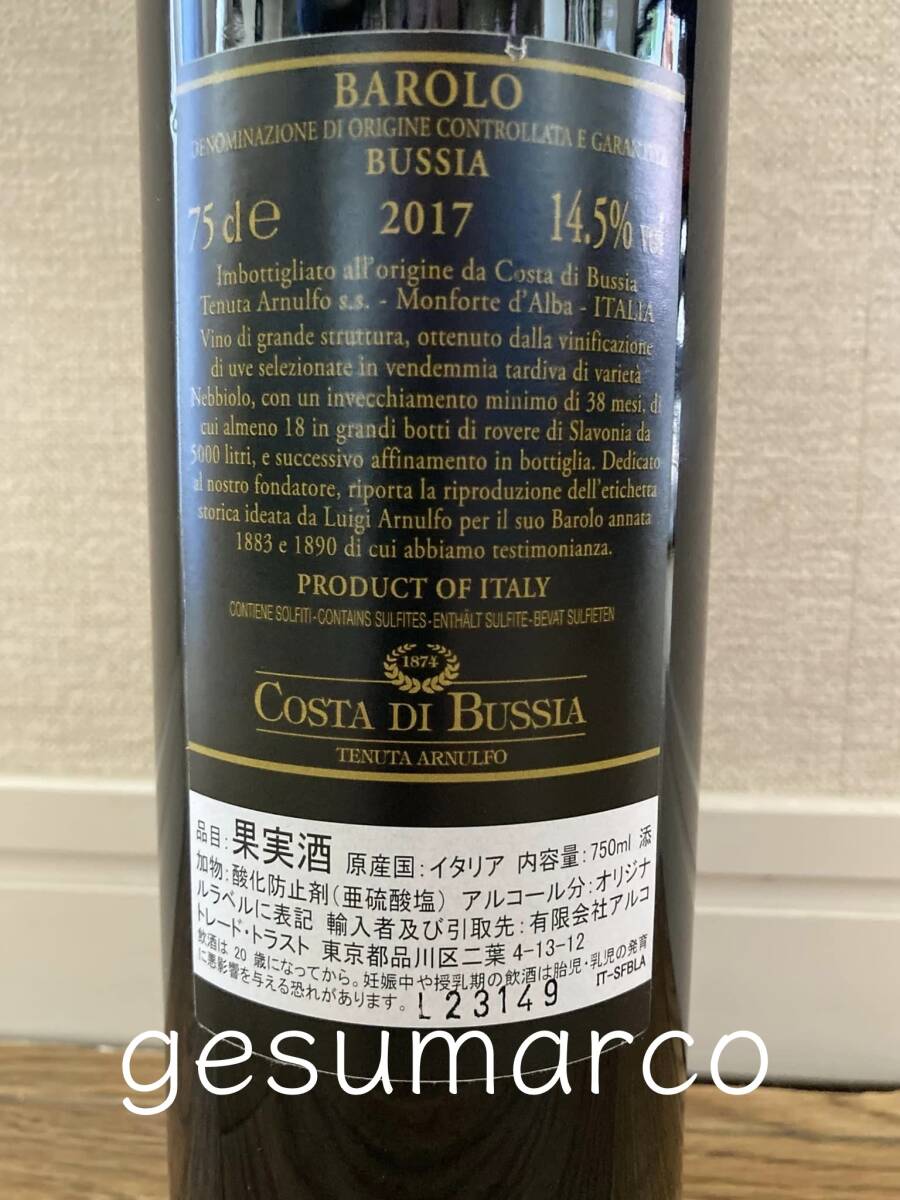 BAROLO
DENOMINAZIONE DI ORIGINE CONTROLLATA E GARANTITA
BUSSIA
75 cl e 2017 14.5% vol
Imbottigliato all'origine da Costa di Bussia
Tenuta Arnulfo s.s. - Monforte d'Alba - ITALIA
Vino di grande struttura, ottenuto dalla vinificazione
di uve selezionate in vendemmia tardiva di varietà
Nebbiolo, con un invecchiamento minimo di 38 mesi, di
cui almeno 18 in grandi botti di rovere di Slavonia da
5000 litri, e successivo affinamento in bottiglia. Dedicato
al nostro fondatore, riporta la riproduzione dell'etichetta
storica ideata da Luigi Arnulfo per il suo Barolo annata
1883 e 1890 di cui abbiamo testimonianza.
PRODUCT OF ITALY
CONTIENE SOLFITI-CONTAINS SULFITES-ENTHÄLT SULFITE-BEVAT SULFIETEN
1874
COSTA DI BUSSIA
TENUTA ARNULFO
品目:果実酒 原産国:イタリア 内容量:750ml 添
加物:酸化防止剤(亜硫酸塩) アルコール分:オリジナ
ルラベルに表記 輸入者及び引取先:有限会社アルコ
トレード・トラスト 東京都品川区二葉 4-13-12
飲酒は 20 歳になってから。妊娠中や授乳期の飲酒は胎児・乳児の発育
に悪影響を与える恐れがあります。 L23149 IT-SFBLA
gesumarco